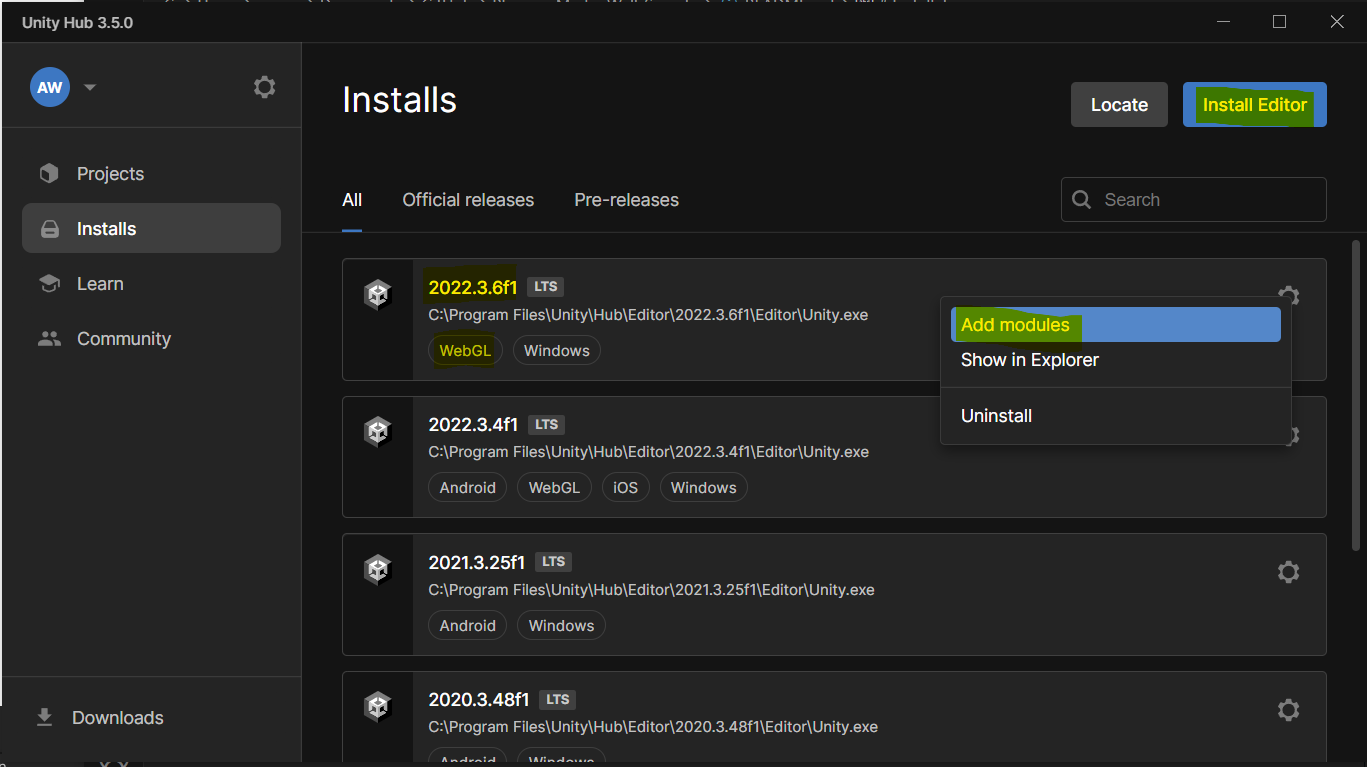 Unity Hub 3.5.0
AW
Installs
Locate
Install Editor
Projects
Installs
Learn
Community
Downloads
All
Official releases
Pre-releases
Search
2022.3.6f1 LTS
C:\Program Files\Unity\Hub\Editor\2022.3.6f1\Editor\Unity.exe
WebGL
Windows
Add modules
Show in Explorer
Uninstall
2022.3.4f1 LTS
C:\Program Files\Unity\Hub\Editor\2022.3.4f1\Editor\Unity.exe
Android
WebGL
iOS
Windows
2021.3.25f1 LTS
C:\Program Files\Unity\Hub\Editor\2021.3.25f1\Editor\Unity.exe
Android
Windows
2020.3.48f1 LTS
C:\Program Files\Unity\Hub\Editor\2020.3.48f1\Editor\Unity.exe
Android
Windows